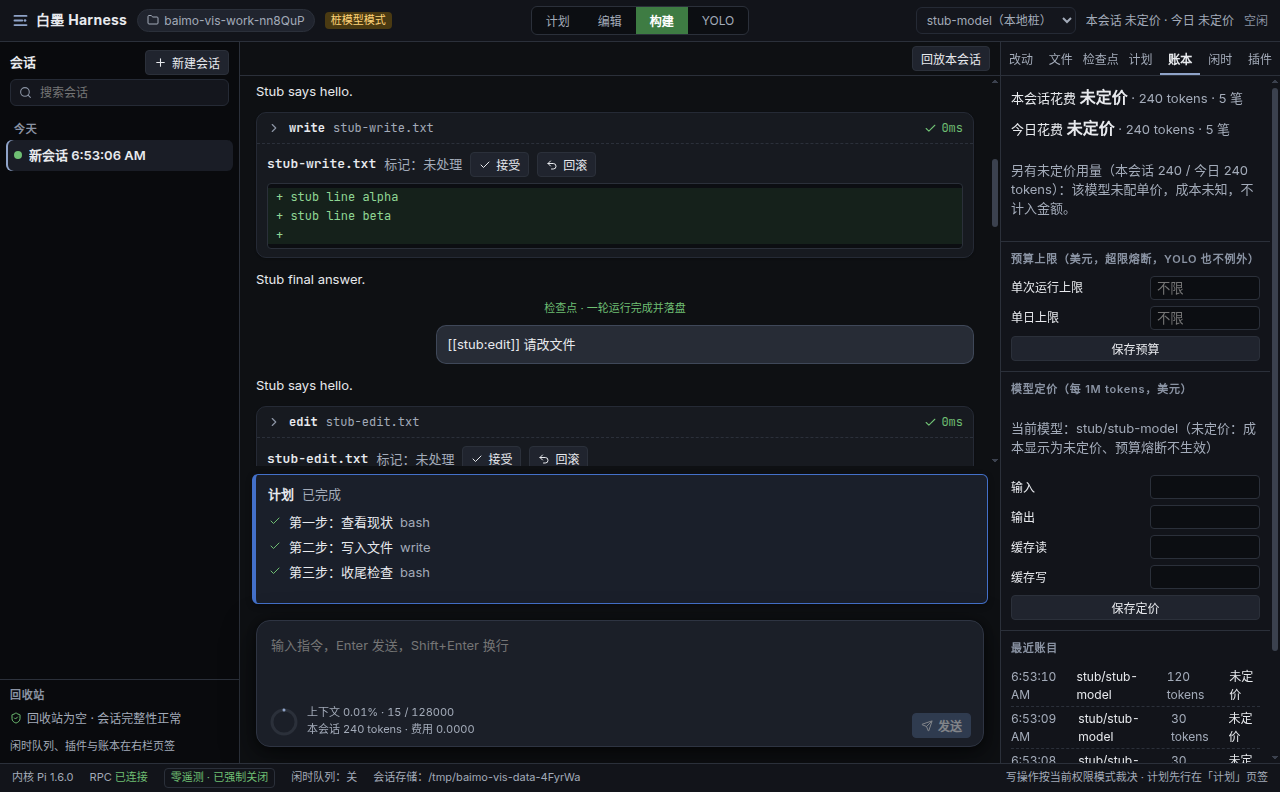 白墨 Harness
baimo-vis-work-nn8QuP
桩模型模式
计划 编辑 构建 YOLO
stub-model（本地桩）
本会话 未定价 · 今日 未定价 空闲
会话
新建会话
搜索会话
今天
新会话 6:53:06 AM
回收站
回收站为空 · 会话完整性正常
闲时队列、插件与账本在右栏页签
回放本会话
Stub says hello.
write stub-write.txt
0ms
stub-write.txt 标记：未处理 接受 回滚
+ stub line alpha
+ stub line beta
+
Stub final answer.
检查点 · 一轮运行完成并落盘
[[stub:edit]] 请改文件
Stub says hello.
edit stub-edit.txt
0ms
stub-edit.txt 标记：未处理 接受 回滚
计划 已完成
第一步：查看现状 bash
第二步：写入文件 write
第三步：收尾检查 bash
输入指令，Enter 发送，Shift+Enter 换行
上下文 0.01% · 15 / 128000
本会话 240 tokens · 费用 0.0000
发送
改动 文件 检查点 计划 账本 闲时 插件
本会话花费 未定价 · 240 tokens · 5 笔
今日花费 未定价 · 240 tokens · 5 笔
另有未定价用量（本会话 240 / 今日 240
tokens）：该模型未配单价，成本未知，不
计入金额。
预算上限（美元，超限熔断，YOLO 也不例外）
单次运行上限 不限
单日上限 不限
保存预算
模型定价（每 1M tokens，美元）
当前模型：stub/stub-model（未定价：成
本显示为未定价、预算熔断不生效）
输入
输出
缓存读
缓存写
保存定价
最近账目
6:53:10 stub/stub- 120 未定
AM model tokens 价
6:53:09 stub/stub- 30 未定
AM model tokens 价
6:53:08 stub/stub- 30 未定
内核 Pi 1.6.0 RPC 已连接 零遥测 · 已强制关闭 闲时队列：关 会话存储：/tmp/baimo-vis-data-4FyrWa
写操作按当前权限模式裁决 · 计划先行在「计划」页签